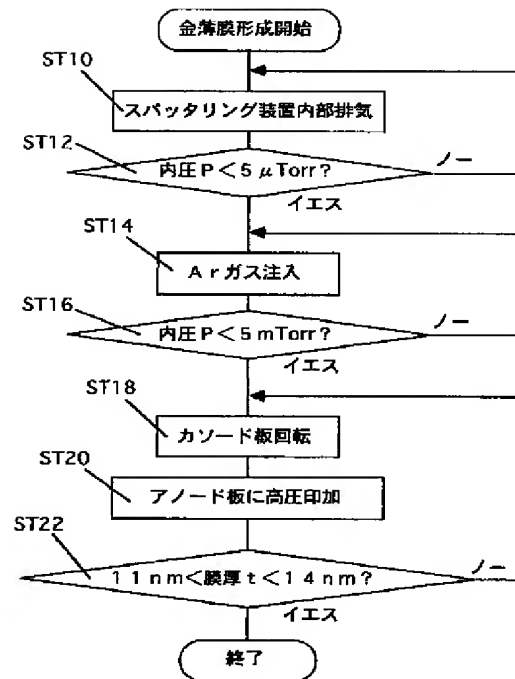 金薄膜形成開始
ST10
スパッタリング装置内部排気
ST12
内圧P<5μTorr?
ノー
イエス
ST14
Arガス注入
ST16
内圧P<5mTorr?
ノー
イエス
ST18
カソード板回転
ST20
アノード板に高圧印加
ST22
11nm<膜厚t<14nm?
ノー
イエス
終了